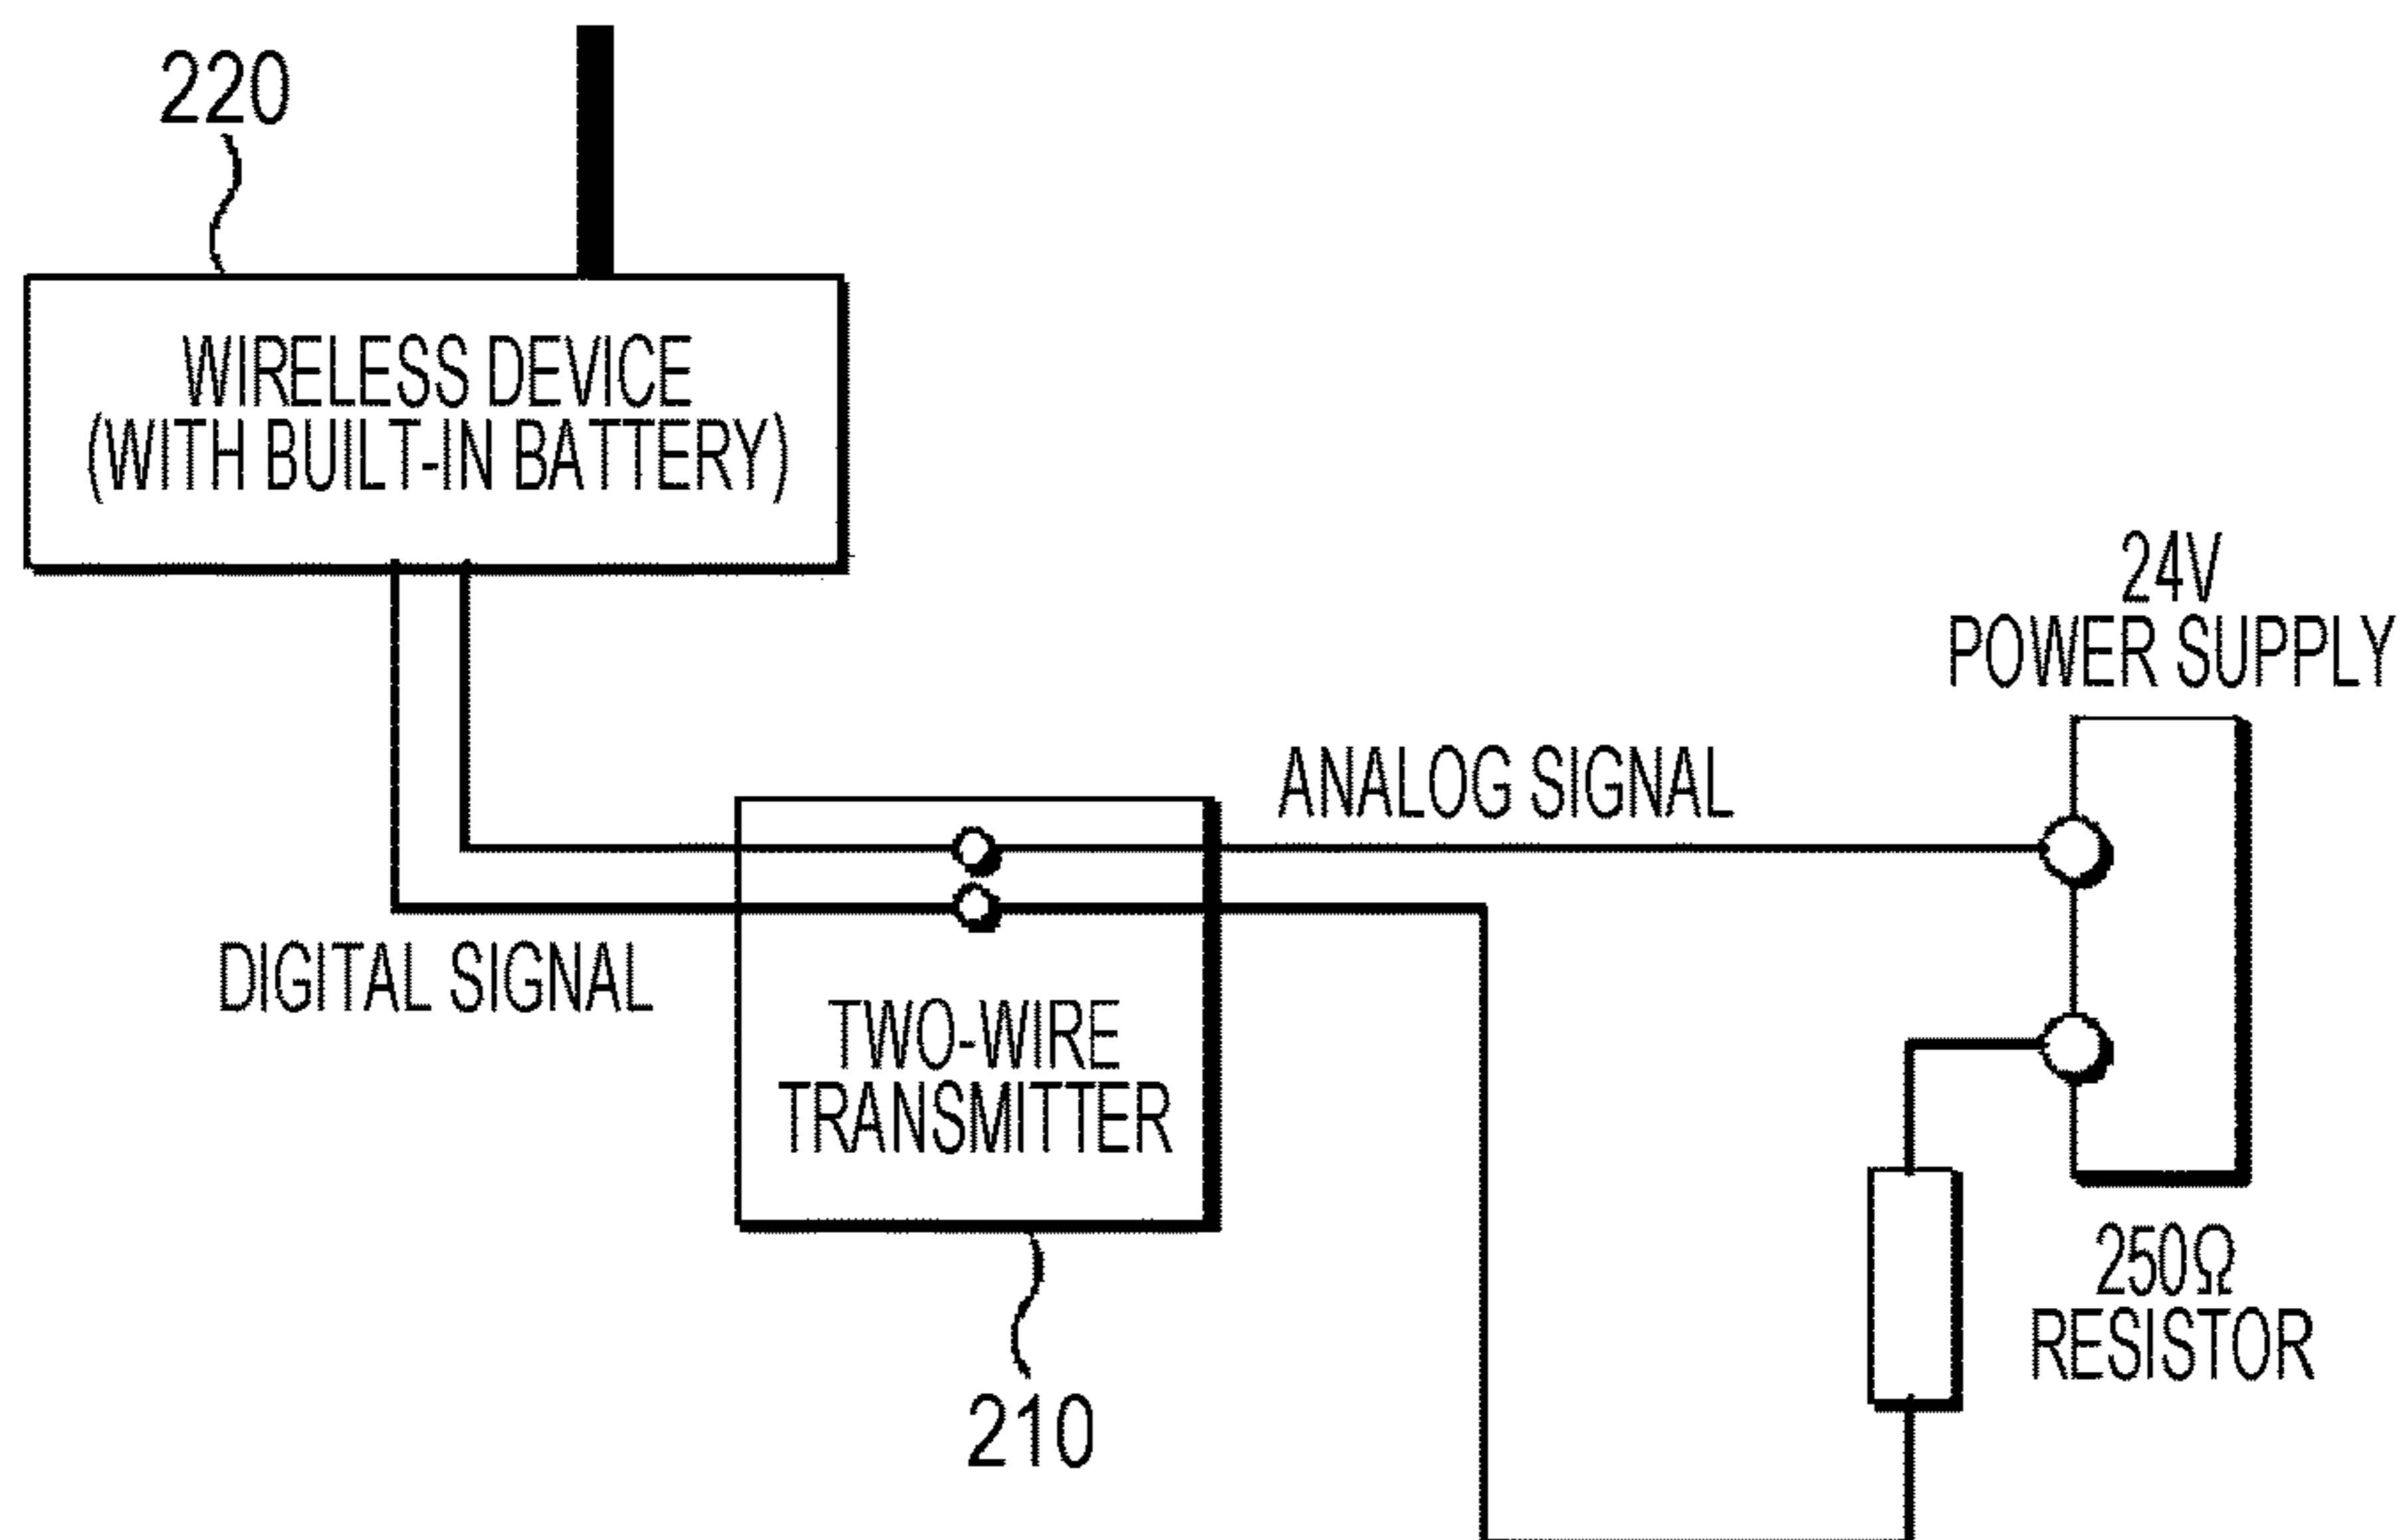 220
WIRELESS DEVICE
(WITH BUILT-IN BATTERY)
24V
POWER SUPPLY
ANALOG SIGNAL
DIGITAL SIGNAL
TWO-WIRE
TRANSMITTER
250Ω
RESISTOR
210